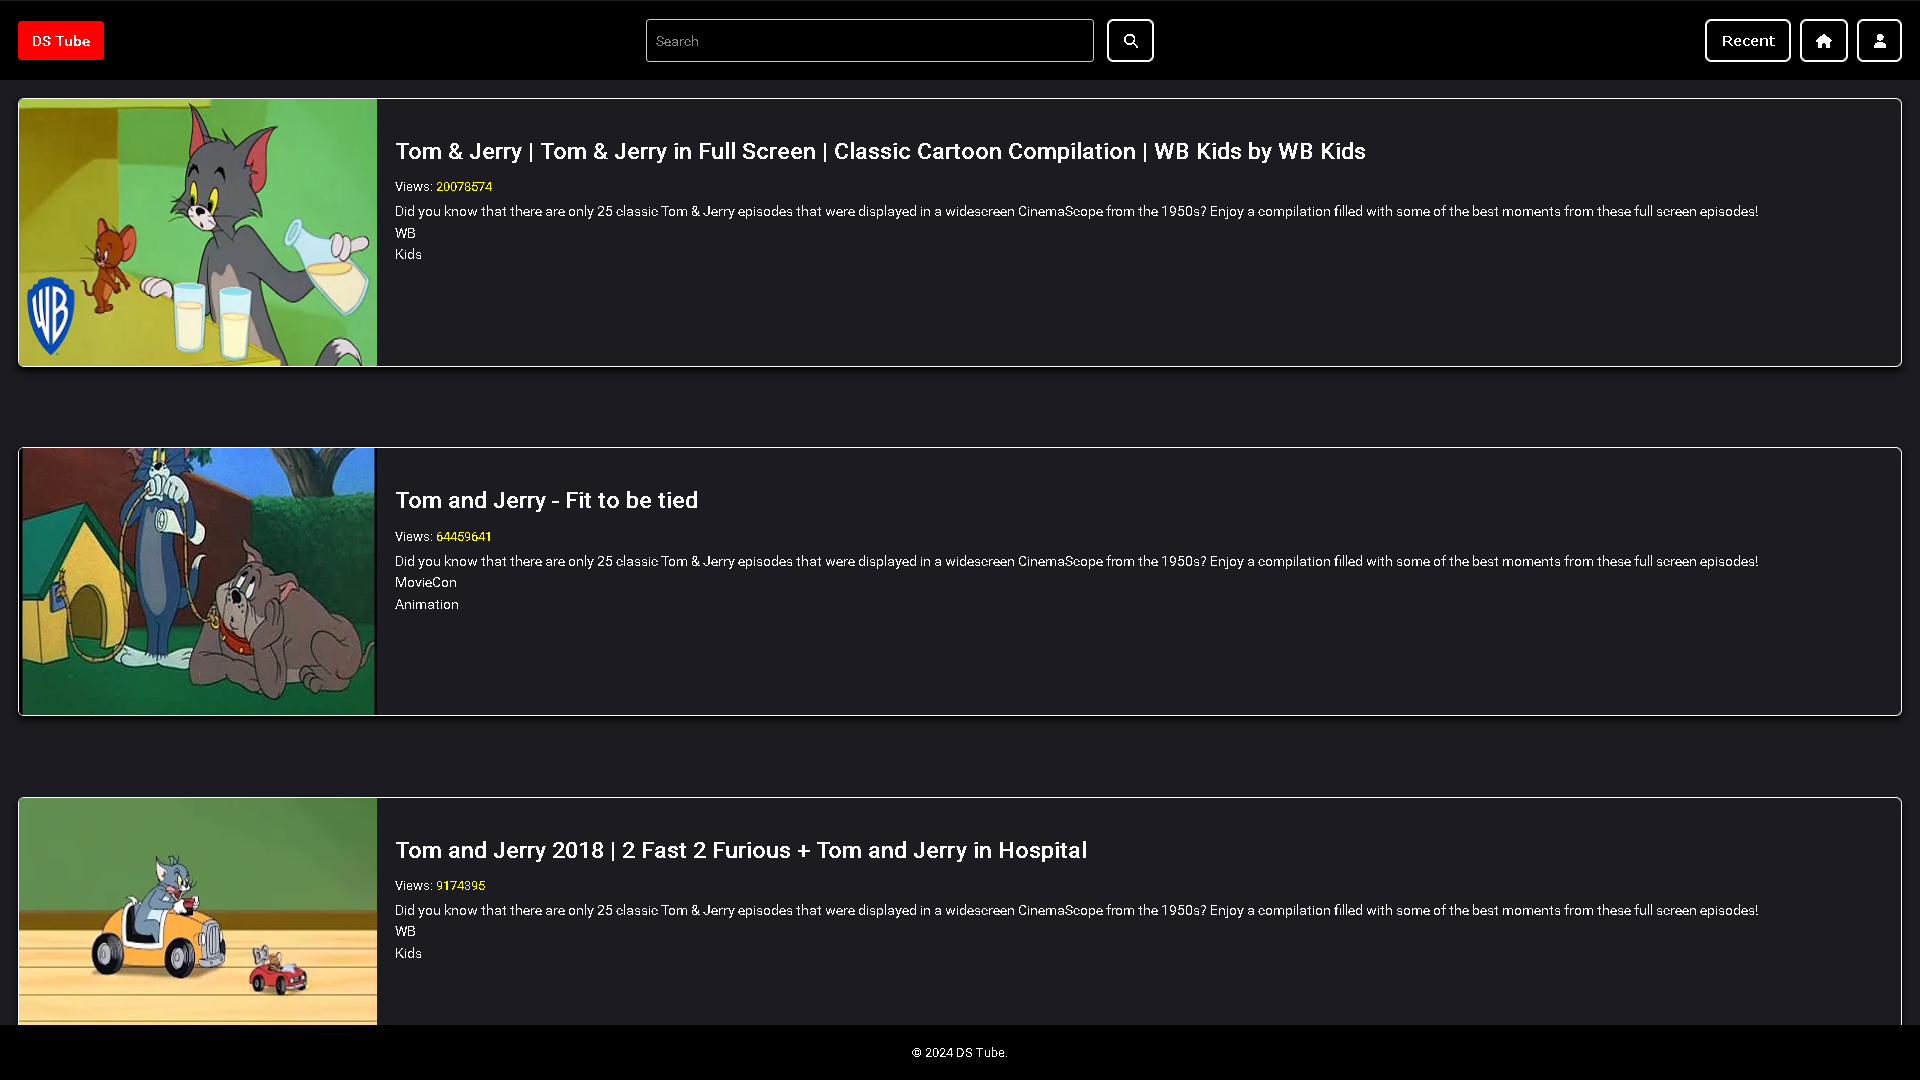 DS Tube
Search
Recent
Tom & Jerry | Tom & Jerry in Full Screen | Classic Cartoon Compilation | WB Kids by WB Kids
Views: 20078574
Did you know that there are only 25 classic Tom & Jerry episodes that were displayed in a widescreen CinemaScope from the 1950s? Enjoy a compilation filled with some of the best moments from these full screen episodes!
WB
Kids
WB
Tom and Jerry - Fit to be tied
Views: 64459641
Did you know that there are only 25 classic Tom & Jerry episodes that were displayed in a widescreen CinemaScope from the 1950s? Enjoy a compilation filled with some of the best moments from these full screen episodes!
MovieCon
Animation
Tom and Jerry 2018 | 2 Fast 2 Furious + Tom and Jerry in Hospital
Views: 9174395
Did you know that there are only 25 classic Tom & Jerry episodes that were displayed in a widescreen CinemaScope from the 1950s? Enjoy a compilation filled with some of the best moments from these full screen episodes!
WB
Kids
© 2024 DS Tube.